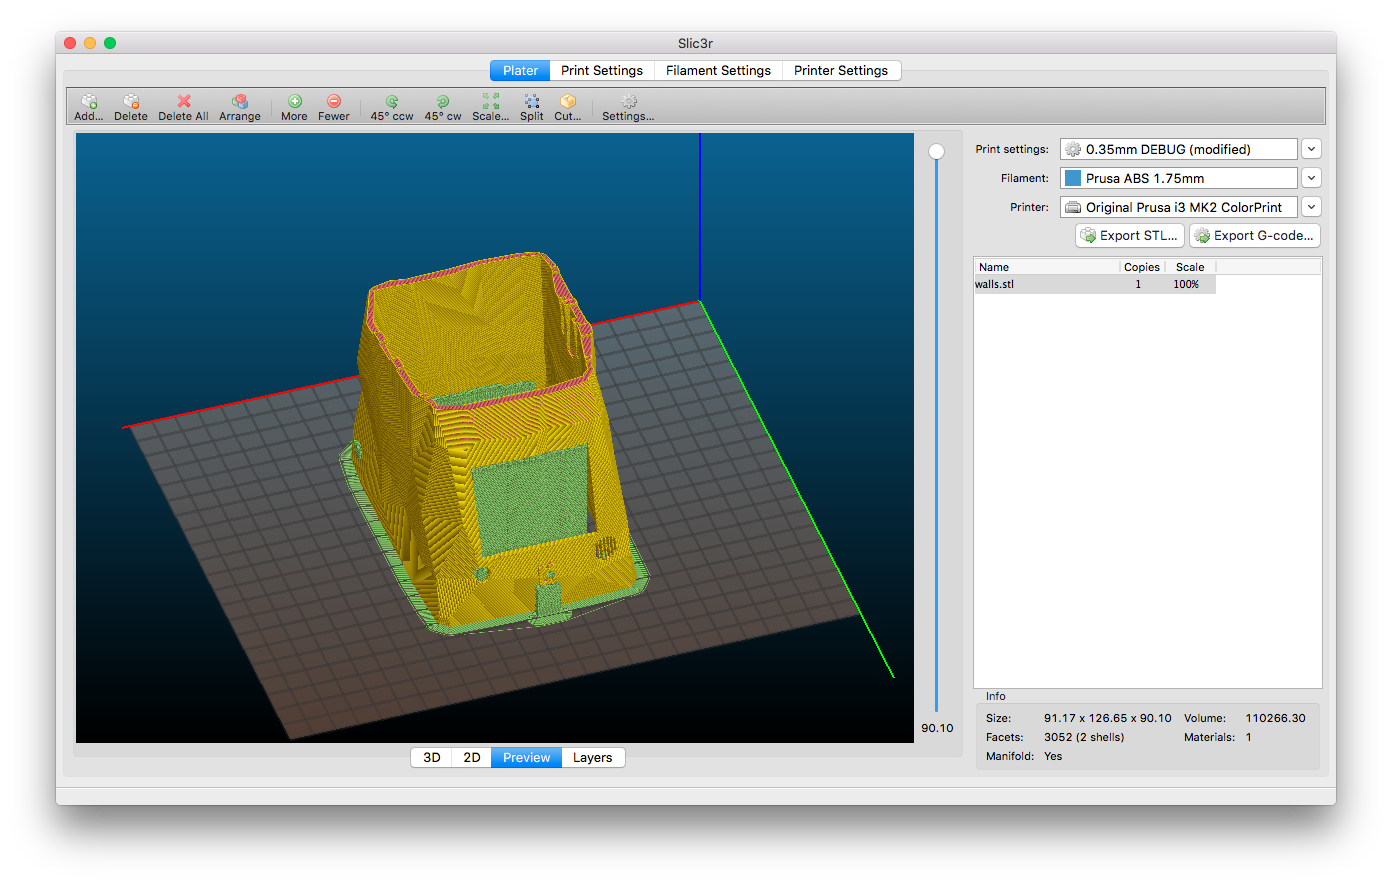 Slic3r
Plater Print Settings Filament Settings Printer Settings
Add... Delete Delete All Arrange More Fewer 45° ccw 45° cw Scale... Split Cut... Settings...
Print settings: 0.35mm DEBUG (modified)
Filament: Prusa ABS 1.75mm
Printer: Original Prusa i3 MK2 ColorPrint
Export STL... Export G-code...
Name Copies Scale
walls.stl 1 100%
90.10
3D 2D Preview Layers
Info
Size: 91.17 x 126.65 x 90.10 Volume: 110266.30
Facets: 3052 (2 shells) Materials: 1
Manifold: Yes